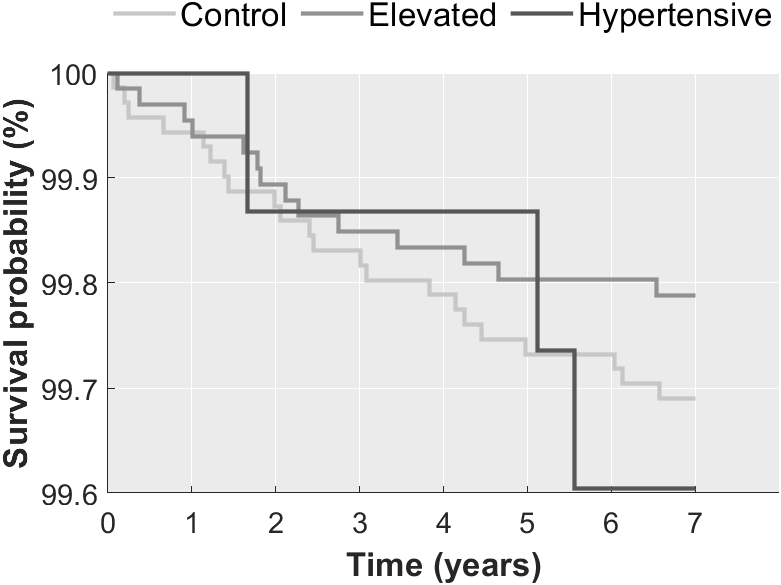 Control Elevated Hypertensive
Survival probability (%)
100
99.9
99.8
99.7
99.6
0 1 2 3 4 5 6 7
Time (years)